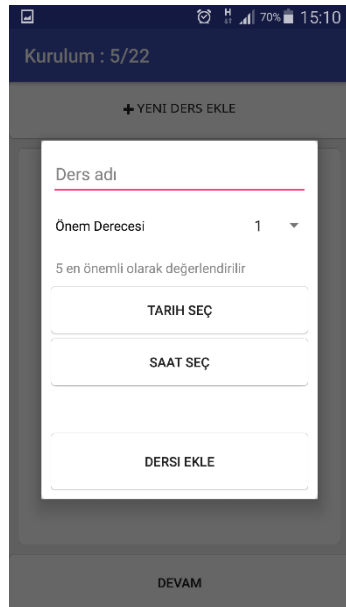 H
70% 15:10
Kurulum : 5/22
+ YENİ DERS EKLE
Ders adı
Önem Derecesi 1
5 en önemli olarak değerlendirilir
TARIH SEÇ
SAAT SEÇ
DERSI EKLE
DEVAM